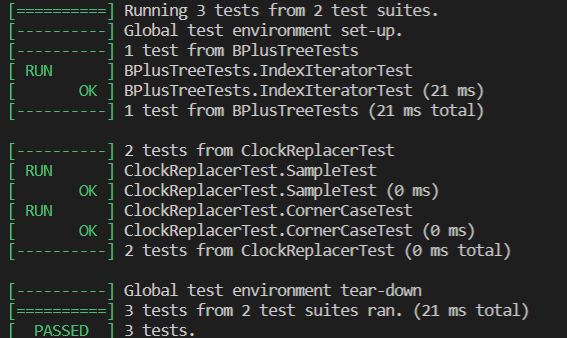 [==========] Running 3 tests from 2 test suites.
[----------] Global test environment set-up.
[----------] 1 test from BPlusTreeTests
[ RUN      ] BPlusTreeTests.IndexIteratorTest
[       OK ] BPlusTreeTests.IndexIteratorTest (21 ms)
[----------] 1 test from BPlusTreeTests (21 ms total)
[----------] 2 tests from ClockReplacerTest
[ RUN      ] ClockReplacerTest.SampleTest
[       OK ] ClockReplacerTest.SampleTest (0 ms)
[ RUN      ] ClockReplacerTest.CornerCaseTest
[       OK ] ClockReplacerTest.CornerCaseTest (0 ms)
[----------] 2 tests from ClockReplacerTest (0 ms total)
[----------] Global test environment tear-down
[==========] 3 tests from 2 test suites ran. (21 ms total)
[  PASSED  ] 3 tests.